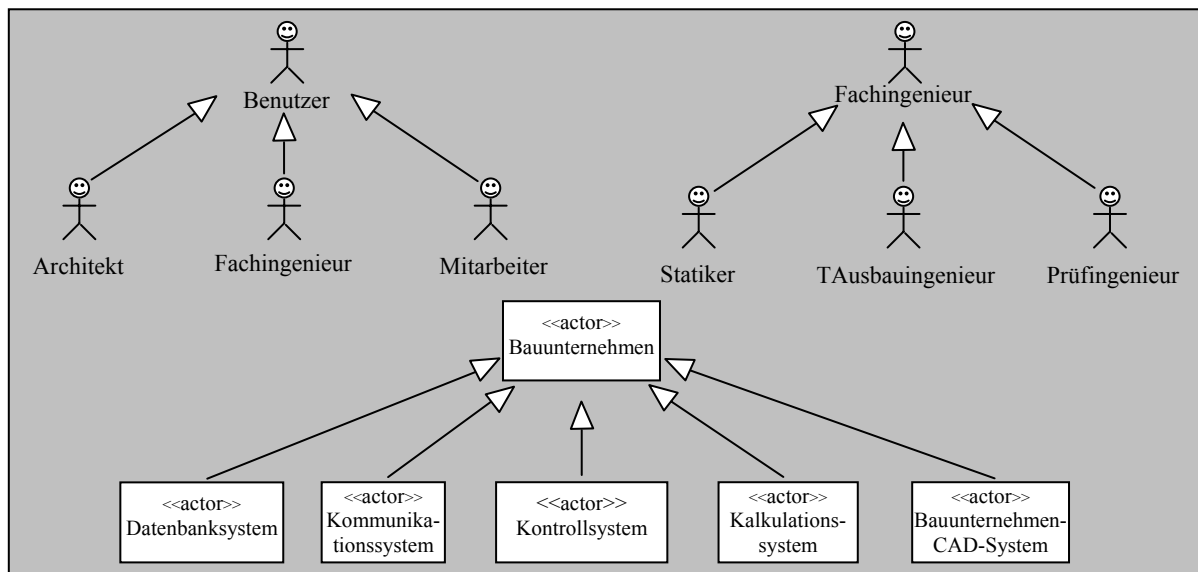 Benutzer
Fachingenieur
Architekt
Fachingenieur
Mitarbeiter
Statiker
TAusbauingenieur
Prüfingenieur
<<actor>>
Bauunternehmen
<<actor>>
Datenbanksystem
<<actor>>
Kommunika-
tionssystem
<<actor>>
Kontrollsystem
<<actor>>
Kalkulations-
system
<<actor>>
Bauunternehmen-
CAD-System